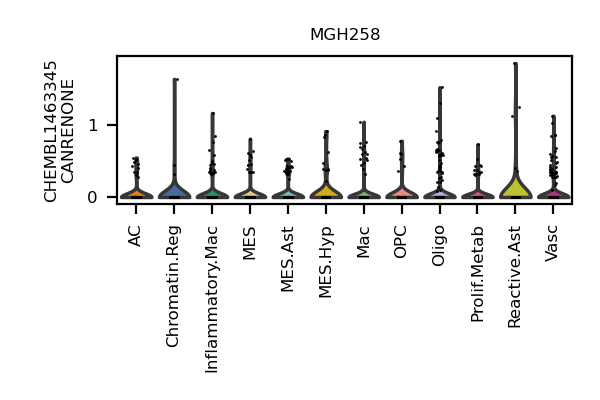 MGH258
CHEMBL1463345
CANRENONE
1
0
AC
Chromatin.Reg
Inflammatory.Mac
MES
MES.Ast
MES.Hyp
Mac
OPC
Oligo
Prolif.Metab
Reactive.Ast
Vasc